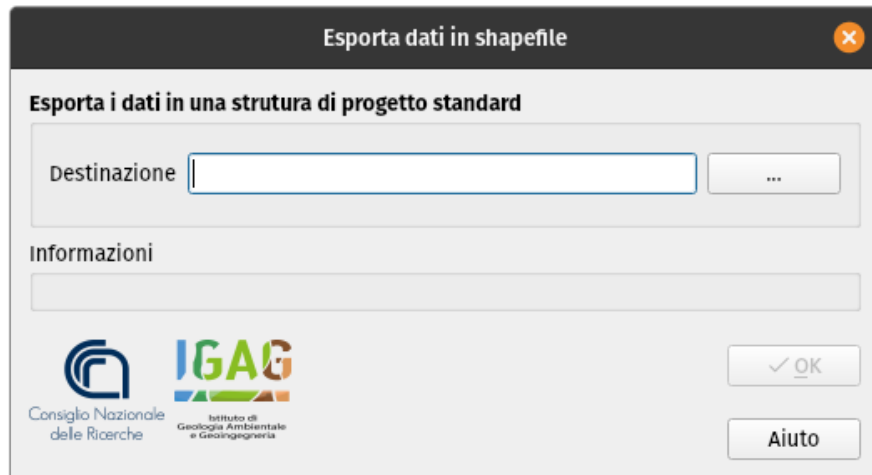 Esporta dati in shapefile
Esporta i dati in una strutura di progetto standard
Destinazione
...
Informazioni
IGAG
Consiglio Nazionale
delle Ricerche
Istituto di
Geologia Ambientale
e Geoingegneria
OK
Aiuto